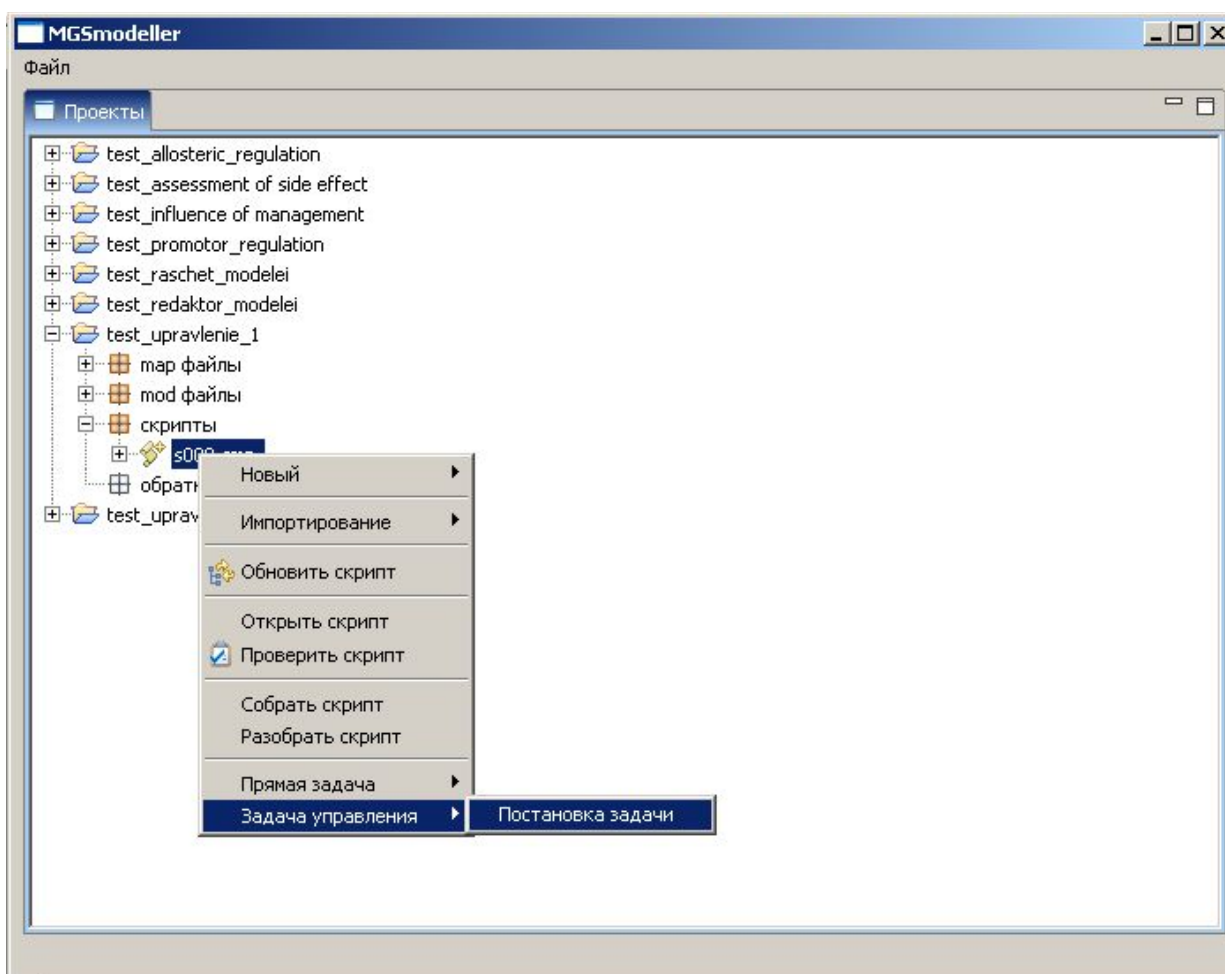 MGSmodeller
Файл
Проекты
test_allosteric_regulation
test_assessment of side effect
test_influence of management
test_promotor_regulation
test_raschet_modelei
test_redaktor_modelei
test_upravlenie_1
map файлы
mod файлы
скрипты
Новый
Импортирование
Обновить скрипт
Открыть скрипт
Проверить скрипт
Собрать скрипт
Разобрать скрипт
Прямая задача
Задача управления
Постановка задачи